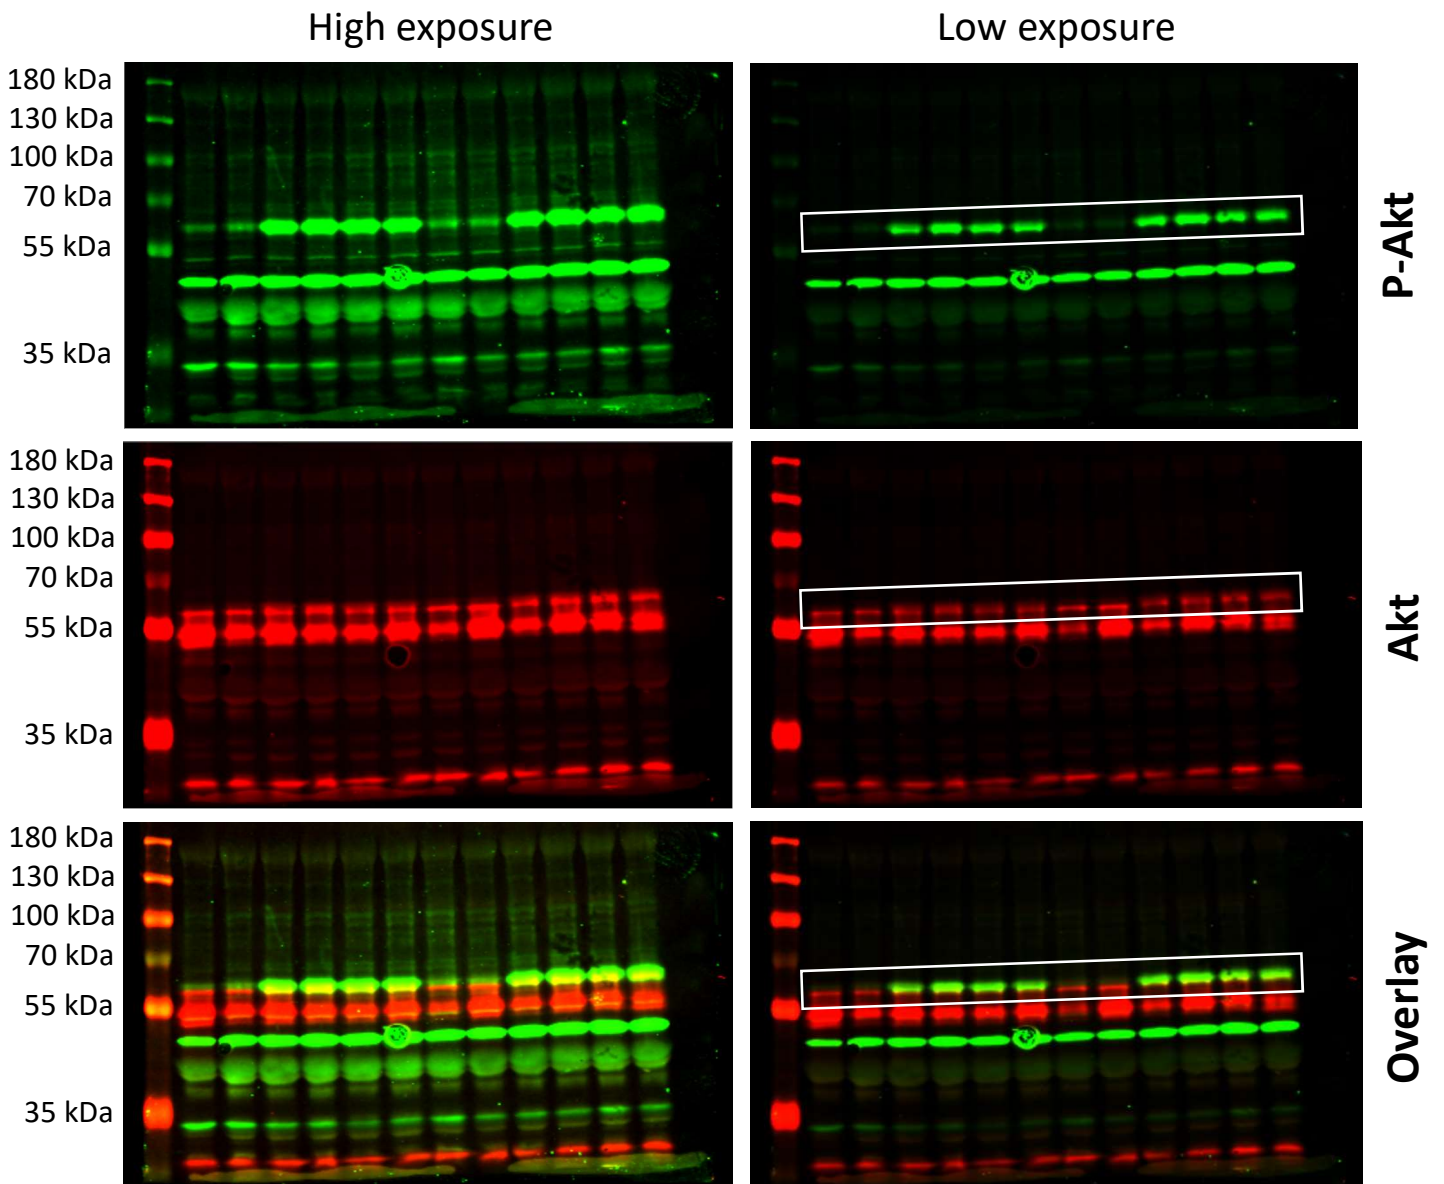 High exposure
Low exposure
180 kDa
130 kDa
100 kDa
70 kDa
55 kDa
35 kDa
P-Akt
180 kDa
130 kDa
100 kDa
70 kDa
55 kDa
35 kDa
Akt
180 kDa
130 kDa
100 kDa
70 kDa
55 kDa
35 kDa
Overlay